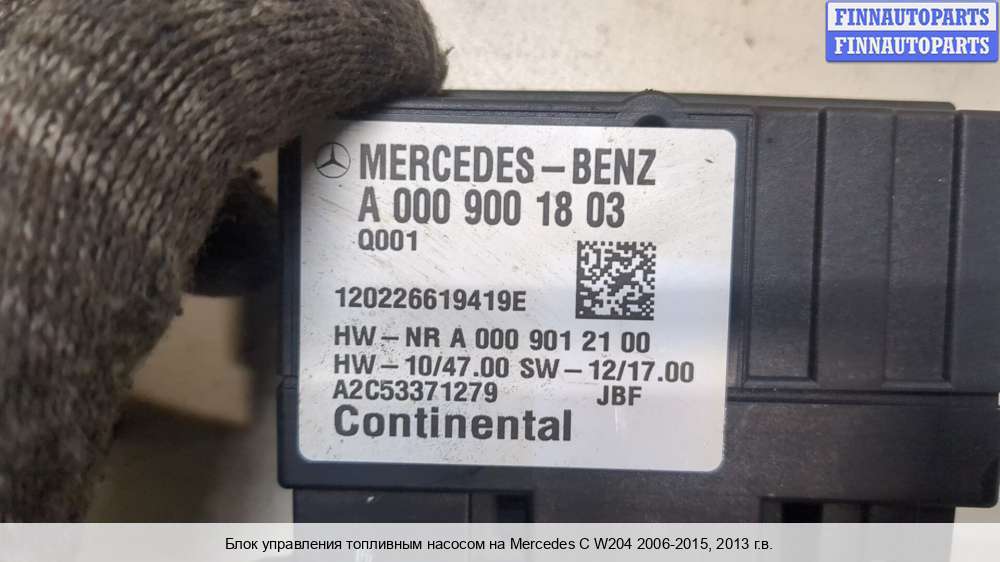 FINNAUTOPARTS
FINNAUTOPARTS
MERCEDES-BENZ
A 000 900 18 03
Q001
120226619419E
HW-NR A 000 901 21 00
HW-10/47.00 SW-12/17.00
A2C53371279 JBF
Continental
Блок управления топливным насосом на Mercedes C W204 2006-2015, 2013 г.в.